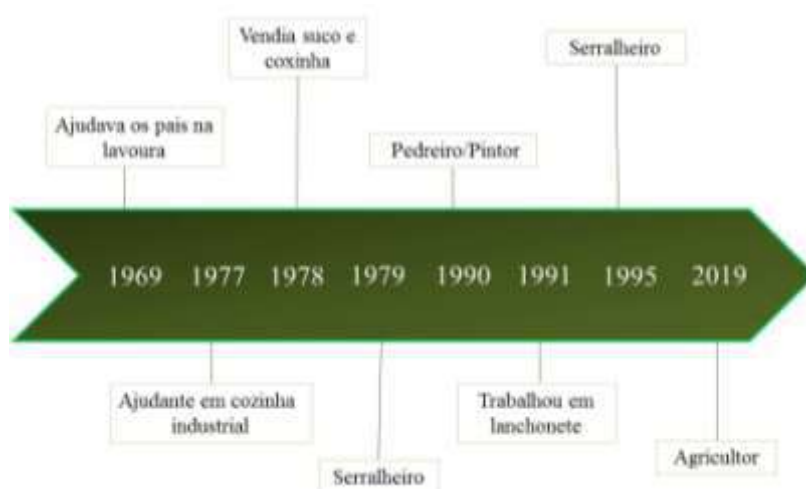 Vendia suco e
coxinha
Serralheiro
Ajudava os pais na
lavoura
Pedreiro/Pintor
1969 1977 1978 1979 1990 1991 1995 2019
Ajudante em cozinha
industrial
Trabalhou em
lanchonete
Serralheiro
Agricultor